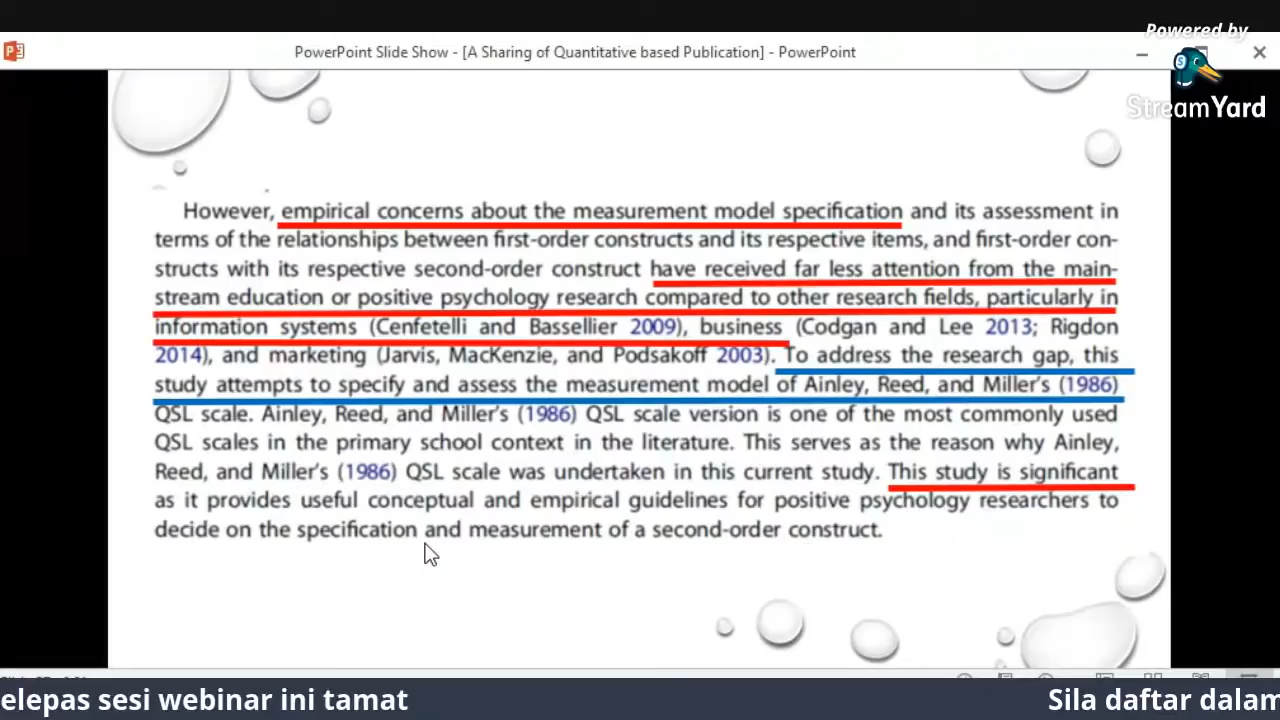 Powered by
PowerPoint Slide Show - [A Sharing of Quantitative based Publication] - PowerPoint
StreamYard
However, empirical concerns about the measurement model specification and its assessment in
terms of the relationships between first-order constructs and its respective items, and first-order con-
structs with its respective second-order construct have received far less attention from the main-
stream education or positive psychology research compared to other research fields, particularly in
information systems (Cenfetelli and Bassellier 2009), business (Codgan and Lee 2013; Rigdon
2014), and marketing (Jarvis, MacKenzie, and Podsakoff 2003). To address the research gap, this
study attempts to specify and assess the measurement model of Ainley, Reed, and Miller's (1986)
QSL scale. Ainley, Reed, and Miller's (1986) QSL scale version is one of the most commonly used
QSL scales in the primary school context in the literature. This serves as the reason why Ainley,
Reed, and Miller's (1986) QSL scale was undertaken in this current study. This study is significant
as it provides useful conceptual and empirical guidelines for positive psychology researchers to
decide on the specification and measurement of a second-order construct.
elepas sesi webinar ini tamat
Sila daftar dalam